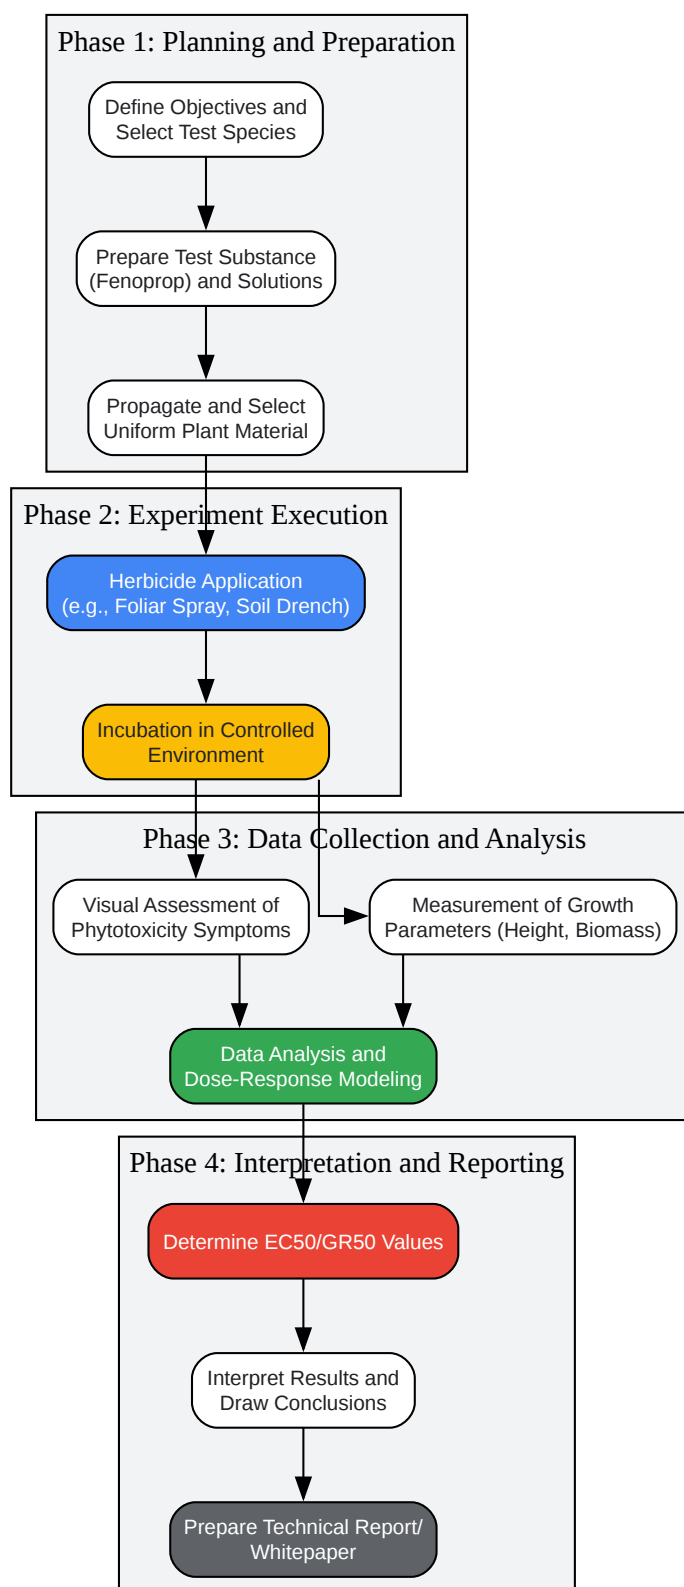 Phase 1: Planning and Preparation
Define Objectives and
Select Test Species
Prepare Test Substance
(Fenoprop) and Solutions
Propagate and Select
Uniform Plant Material
Phase 2: Experiment Execution
Herbicide Application
(e.g., Foliar Spray, Soil Drench)
Incubation in Controlled
Environment
Phase 3: Data Collection and Analysis
Visual Assessment of
Phytotoxicity Symptoms
Measurement of Growth
Parameters (Height, Biomass)
Data Analysis and
Dose-Response Modeling
Phase 4: Interpretation and Reporting
Determine EC50/GR50 Values
Interpret Results and
Draw Conclusions
Prepare Technical Report/
Whitepaper